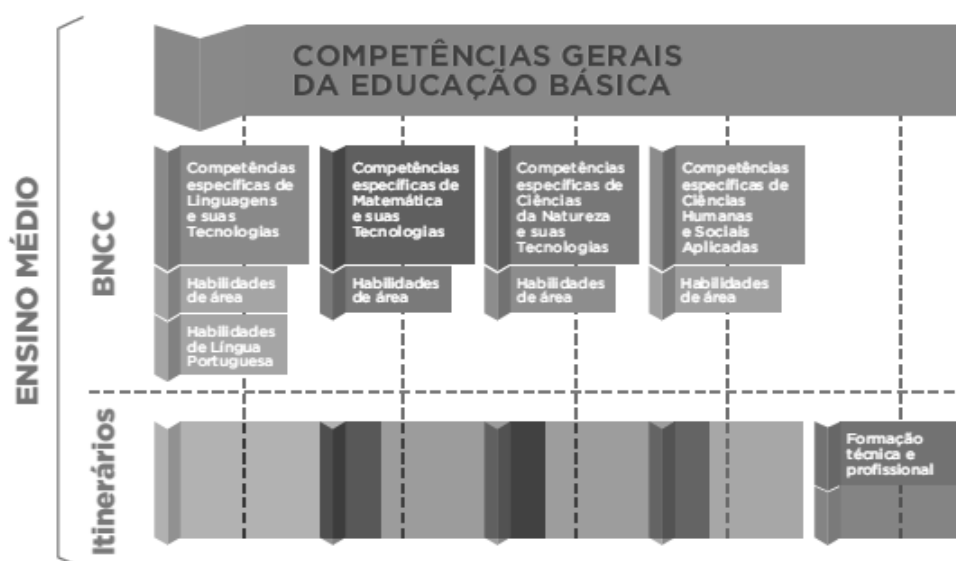 COMPETÊNCIAS GERAIS
DA EDUCAÇÃO BÁSICA
ENSINO MÉDIO
BNCC
Competências
específicas de
Linguagens
e suas
Tecnologias
Habilidades
de área
Habilidades
de Língua
Portuguesa
Competências
específicas de
Matemática
e suas
Tecnologias
Habilidades
de área
Competências
específicas de
Ciências
da Natureza
e suas
Tecnologias
Habilidades
de área
Competências
específicas de
Ciências
Humanas
e Sociais
Aplicadas
Habilidades
de área
Itinerários
Formação
técnica e
profissional